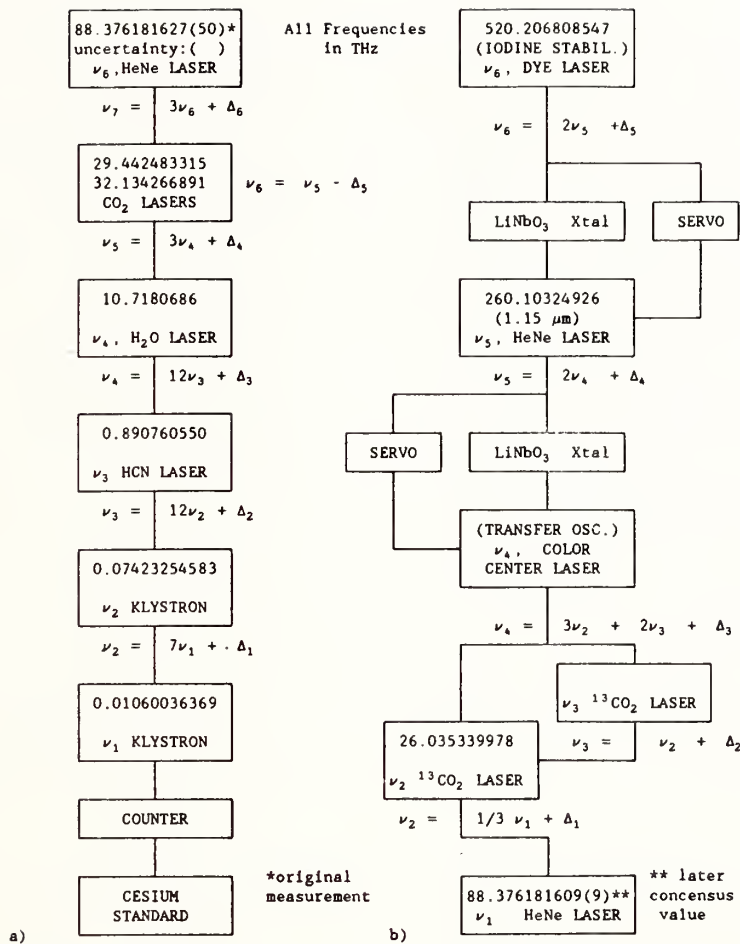 88.376181627(50)*
uncertainty:( )
ν₆,HeNe LASER
ν₇ = 3ν₆ + Δ₆
29.442483315
32.134266891
CO₂ LASERS
ν₆ = ν₅ - Δ₅
ν₅ = 3ν₄ + Δ₄
10.7180686
ν₄, H₂O LASER
ν₄ = 12ν₃ + Δ₃
0.890760550
ν₃ HCN LASER
ν₃ = 12ν₂ + Δ₂
0.07423254583
ν₂ KLYSTRON
ν₂ = 7ν₁ + · Δ₁
0.01060036369
ν₁ KLYSTRON
COUNTER
CESIUM
STANDARD
*original
measurement
a)
All Frequencies
in THz
520.206808547
(IODINE STABIL.)
ν₆, DYE LASER
ν₆ = 2ν₅ +Δ₅
LiNbO₃ Xtal
SERVO
260.10324926
(1.15 μm)
ν₅, HeNe LASER
ν₅ = 2ν₄ + Δ₄
SERVO
LiNbO₃ Xtal
(TRANSFER OSC.)
ν₄, COLOR
CENTER LASER
ν₄ = 3ν₂ + 2ν₃ + Δ₃
ν₃ ¹³CO₂ LASER
26.035339978
ν₂ ¹³CO₂ LASER
ν₃ = ν₂ + Δ₂
ν₂ = 1/3 ν₁ + Δ₁
88.376181609(9)**
ν₁ HeNe LASER
** later
concensus
value
b)